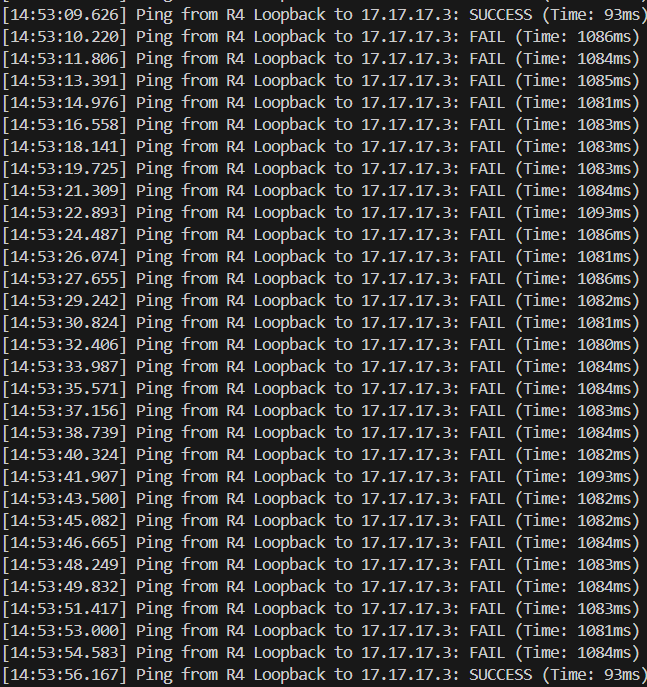 [14:53:09.626] Ping from R4 Loopback to 17.17.17.3: SUCCESS (Time: 93ms)
[14:53:10.220] Ping from R4 Loopback to 17.17.17.3: FAIL (Time: 1086ms)
[14:53:11.806] Ping from R4 Loopback to 17.17.17.3: FAIL (Time: 1084ms)
[14:53:13.391] Ping from R4 Loopback to 17.17.17.3: FAIL (Time: 1085ms)
[14:53:14.976] Ping from R4 Loopback to 17.17.17.3: FAIL (Time: 1081ms)
[14:53:16.558] Ping from R4 Loopback to 17.17.17.3: FAIL (Time: 1083ms)
[14:53:18.141] Ping from R4 Loopback to 17.17.17.3: FAIL (Time: 1083ms)
[14:53:19.725] Ping from R4 Loopback to 17.17.17.3: FAIL (Time: 1083ms)
[14:53:21.309] Ping from R4 Loopback to 17.17.17.3: FAIL (Time: 1084ms)
[14:53:22.893] Ping from R4 Loopback to 17.17.17.3: FAIL (Time: 1093ms)
[14:53:24.487] Ping from R4 Loopback to 17.17.17.3: FAIL (Time: 1086ms)
[14:53:26.074] Ping from R4 Loopback to 17.17.17.3: FAIL (Time: 1081ms)
[14:53:27.655] Ping from R4 Loopback to 17.17.17.3: FAIL (Time: 1086ms)
[14:53:29.242] Ping from R4 Loopback to 17.17.17.3: FAIL (Time: 1082ms)
[14:53:30.824] Ping from R4 Loopback to 17.17.17.3: FAIL (Time: 1081ms)
[14:53:32.406] Ping from R4 Loopback to 17.17.17.3: FAIL (Time: 1080ms)
[14:53:33.987] Ping from R4 Loopback to 17.17.17.3: FAIL (Time: 1084ms)
[14:53:35.571] Ping from R4 Loopback to 17.17.17.3: FAIL (Time: 1084ms)
[14:53:37.156] Ping from R4 Loopback to 17.17.17.3: FAIL (Time: 1083ms)
[14:53:38.739] Ping from R4 Loopback to 17.17.17.3: FAIL (Time: 1084ms)
[14:53:40.324] Ping from R4 Loopback to 17.17.17.3: FAIL (Time: 1082ms)
[14:53:41.907] Ping from R4 Loopback to 17.17.17.3: FAIL (Time: 1093ms)
[14:53:43.500] Ping from R4 Loopback to 17.17.17.3: FAIL (Time: 1082ms)
[14:53:45.082] Ping from R4 Loopback to 17.17.17.3: FAIL (Time: 1082ms)
[14:53:46.665] Ping from R4 Loopback to 17.17.17.3: FAIL (Time: 1084ms)
[14:53:48.249] Ping from R4 Loopback to 17.17.17.3: FAIL (Time: 1083ms)
[14:53:49.832] Ping from R4 Loopback to 17.17.17.3: FAIL (Time: 1084ms)
[14:53:51.417] Ping from R4 Loopback to 17.17.17.3: FAIL (Time: 1083ms)
[14:53:53.000] Ping from R4 Loopback to 17.17.17.3: FAIL (Time: 1081ms)
[14:53:54.583] Ping from R4 Loopback to 17.17.17.3: FAIL (Time: 1084ms)
[14:53:56.167] Ping from R4 Loopback to 17.17.17.3: SUCCESS (Time: 93ms)